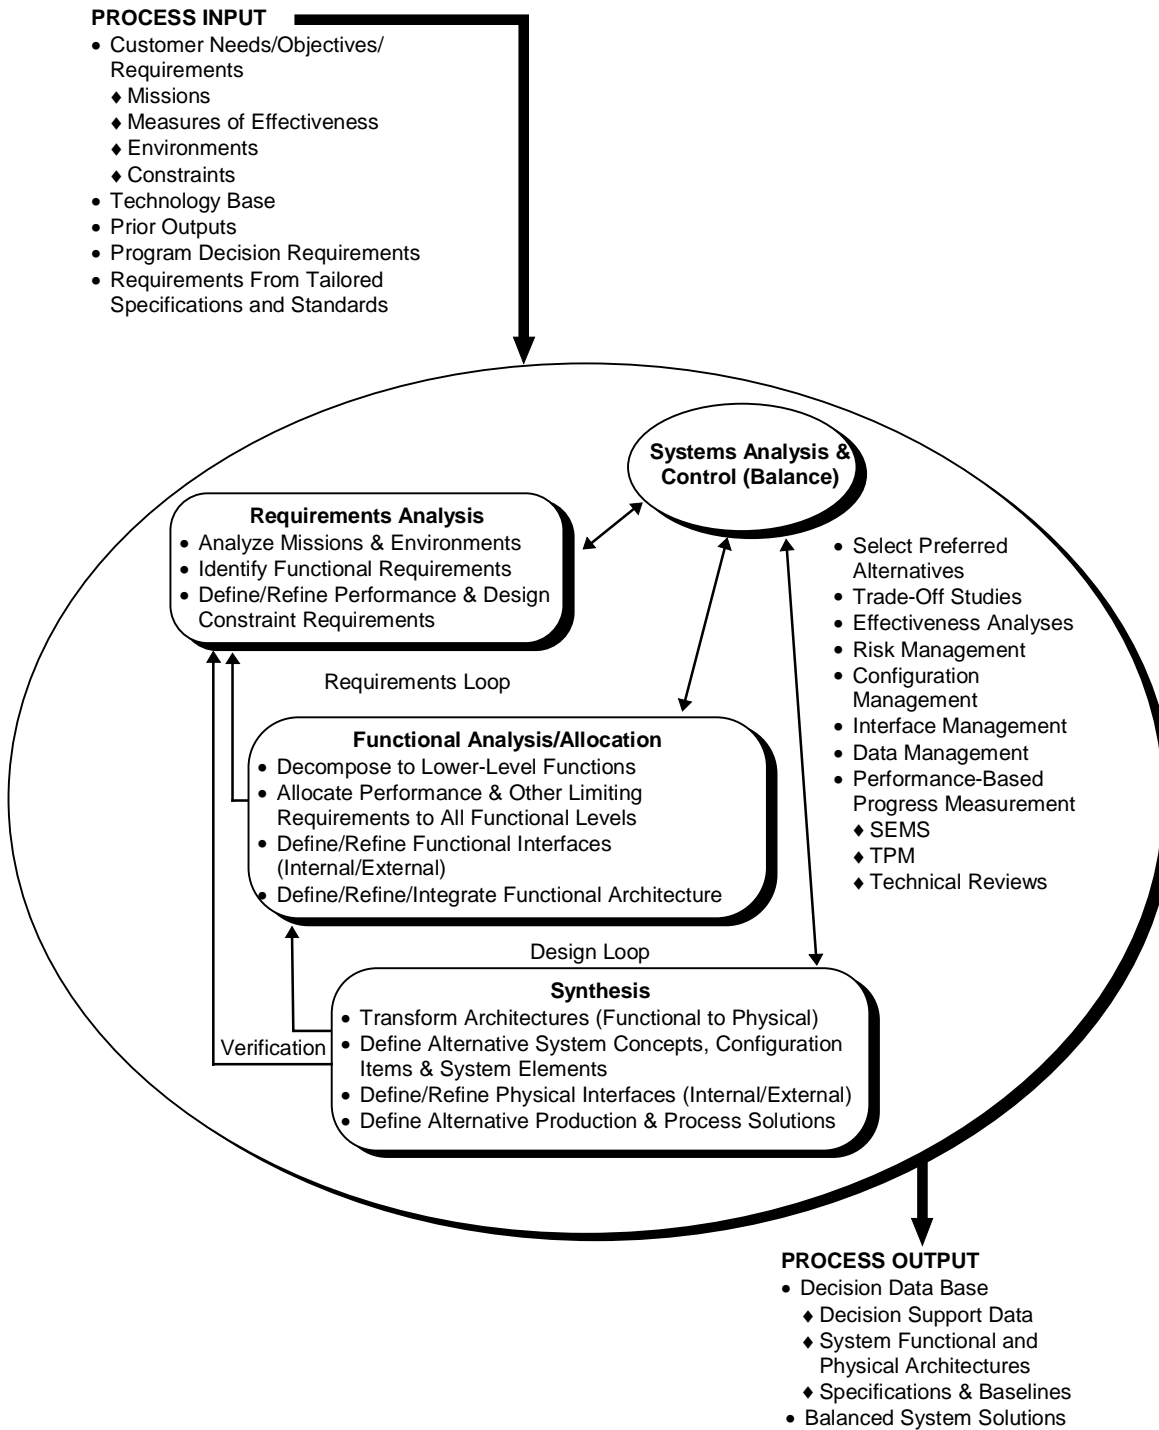 PROCESS INPUT
• Customer Needs/Objectives/
Requirements
♦ Missions
♦ Measures of Effectiveness
♦ Environments
♦ Constraints
• Technology Base
• Prior Outputs
• Program Decision Requirements
• Requirements From Tailored
Specifications and Standards
Systems Analysis &
Control (Balance)
Requirements Analysis
• Analyze Missions & Environments
• Identify Functional Requirements
• Define/Refine Performance & Design
Constraint Requirements
• Select Preferred
Alternatives
• Trade-Off Studies
• Effectiveness Analyses
• Risk Management
• Configuration
Management
• Interface Management
• Data Management
• Performance-Based
Progress Measurement
♦ SEMS
♦ TPM
♦ Technical Reviews
Requirements Loop
Functional Analysis/Allocation
• Decompose to Lower-Level Functions
• Allocate Performance & Other Limiting
Requirements to All Functional Levels
• Define/Refine Functional Interfaces
(Internal/External)
• Define/Refine/Integrate Functional Architecture
Design Loop
Synthesis
• Transform Architectures (Functional to Physical)
• Define Alternative System Concepts, Configuration
Items & System Elements
• Define/Refine Physical Interfaces (Internal/External)
• Define Alternative Production & Process Solutions
Verification
PROCESS OUTPUT
• Decision Data Base
♦ Decision Support Data
♦ System Functional and
Physical Architectures
♦ Specifications & Baselines
• Balanced System Solutions